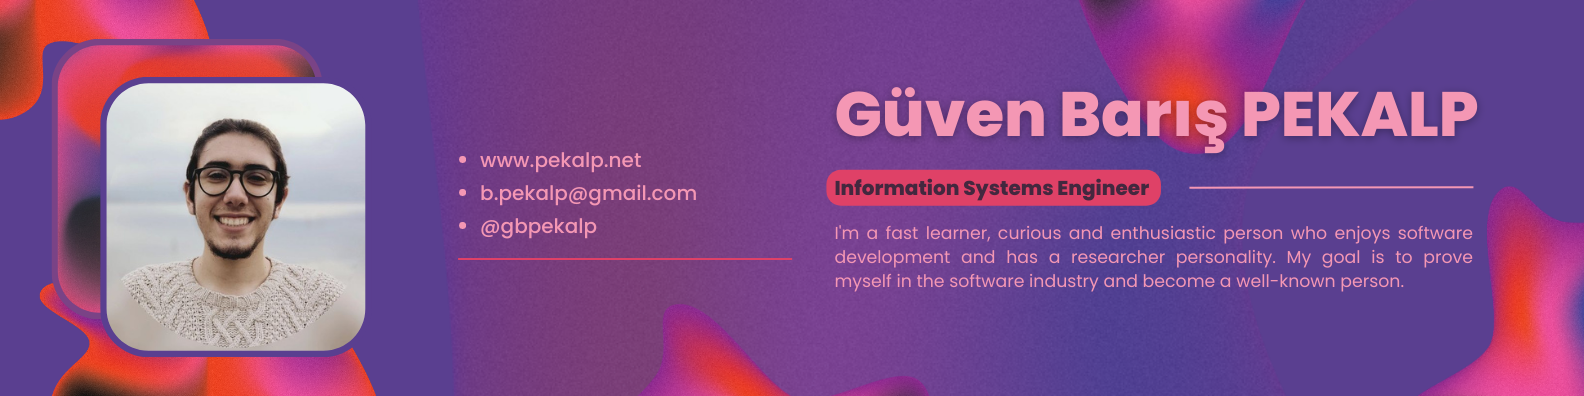 www.pekalp.net
b.pekalp@gmail.com
@gbpekalp
Güven Barış PEKALP
Information Systems Engineer
I'm a fast learner, curious and enthusiastic person who enjoys software
development and has a researcher personality. My goal is to prove
myself in the software industry and become a well-known person.